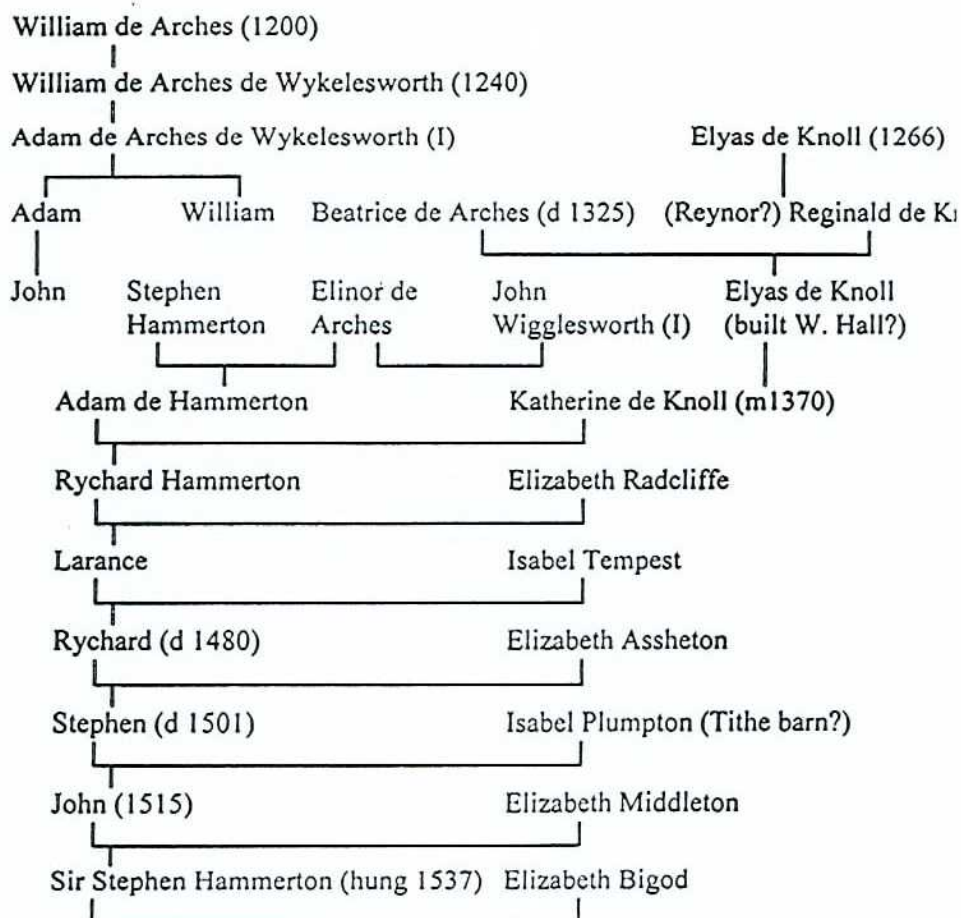 William de Arches (1200)
William de Arches de Wykelesworth (1240)
Adam de Arches de Wykelesworth (I) Elyas de Knoll (1266)
Adam William Beatrice de Arches (d 1325) (Reynor?) Reginald de
John Stephen Elinor de John Elyas de Knoll
Hammerton Arches Wigglesworth (I) (built W. Hall?)
Adam de Hammerton Katherine de Knoll (m1370)
Rychard Hammerton Elizabeth Radcliffe
Larance Isabel Tempest
Rychard (d 1480) Elizabeth Assheton
Stephen (d 1501) Isabel Plumpton (Tithe barn?)
John (1515) Elizabeth Middleton
Sir Stephen Hammerton (hung 1537) Elizabeth Bigod